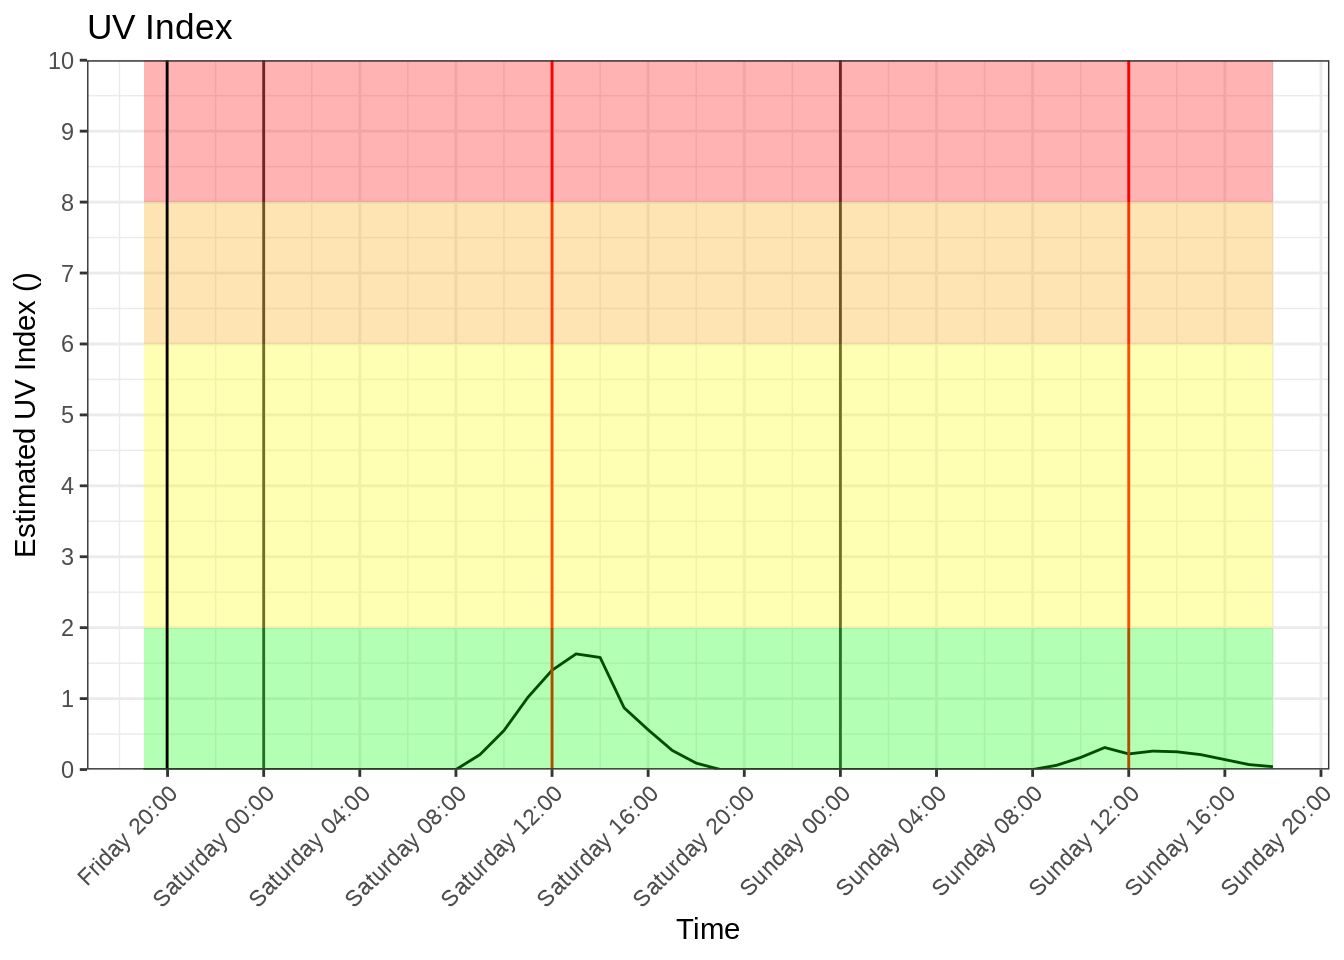 UV Index
Estimated UV Index ()
10
9
8
7
6
5
4
3
2
1
0
Friday 20:00
Saturday 00:00
Saturday 04:00
Saturday 08:00
Saturday 12:00
Saturday 16:00
Saturday 20:00
Sunday 00:00
Sunday 04:00
Sunday 08:00
Sunday 12:00
Sunday 16:00
Sunday 20:00
Time